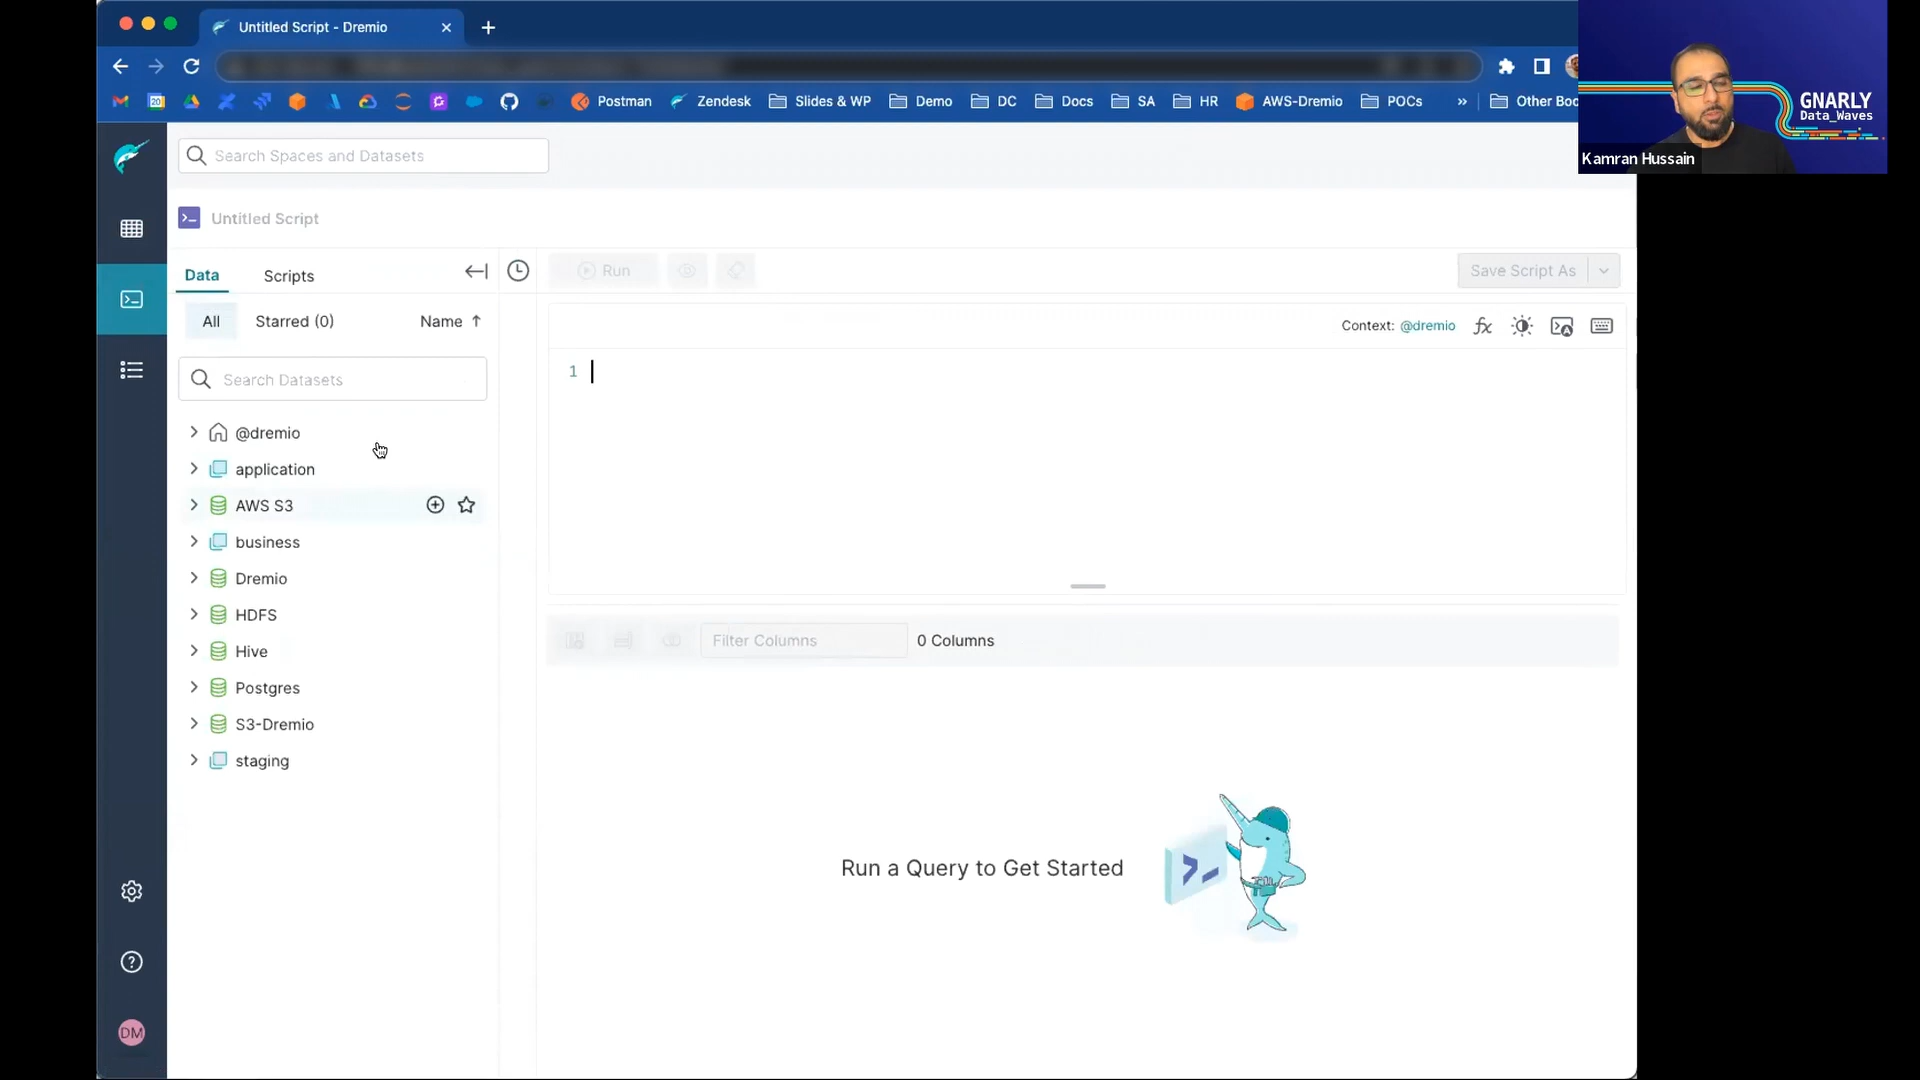 Untitled Script - Dremio
Postman
Zendesk
Slides & WP
Demo
DC
Docs
SA
HR
AWS-Dremio
POCs
»
Other Boo
GNARLY
Data_Waves
Kamran Hussain
Search Spaces and Datasets
Untitled Script
Data
Scripts
Run
Save Script As
All
Starred (0)
Name
Context: @dremio
fx
Search Datasets
1
@dremio
application
AWS S3
business
Dremio
HDFS
Hive
Postgres
S3-Dremio
staging
Filter Columns
0 Columns
Run a Query to Get Started
DM